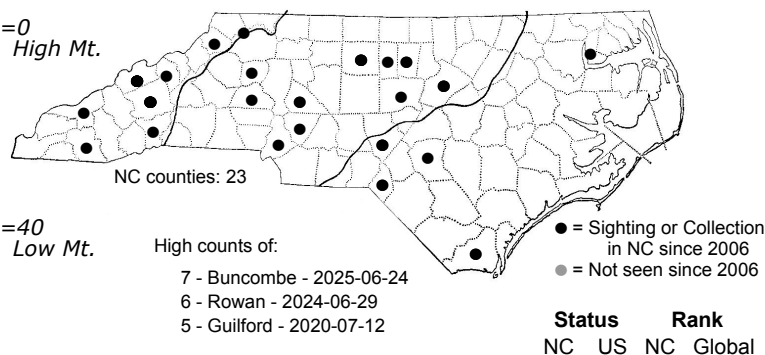 =0
High Mt.
NC counties: 23
=40
Low Mt.
High counts of:
7 - Buncombe - 2025-06-24
6 - Rowan - 2024-06-29
5 - Guilford - 2020-07-12
● = Sighting or Collection
in NC since 2006
● = Not seen since 2006
Status Rank
NC US NC Global